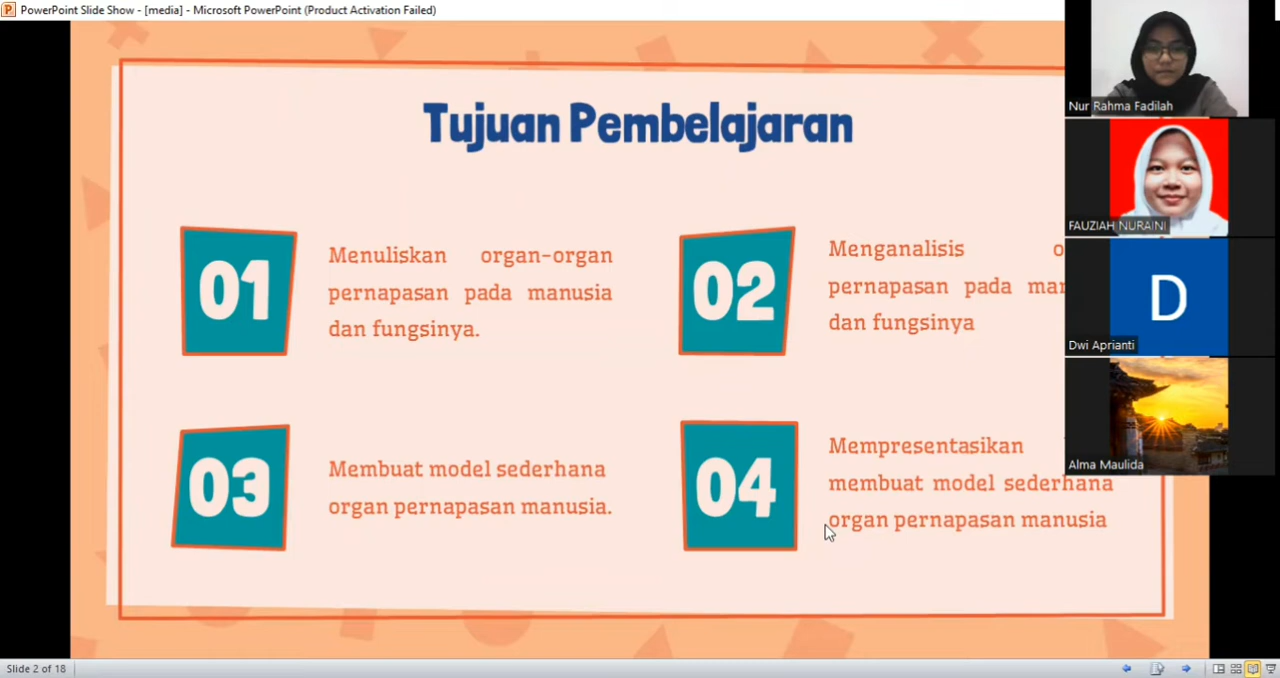 PowerPoint Slide Show - [media] - Microsoft PowerPoint (Product Activation Failed)
Tujuan Pembelajaran
01
Menuliskan organ-organ
pernapasan pada manusia
dan fungsinya.
02
Menganalisis
pernapasan pada
dan fungsinya
03
Membuat model sederhana
organ pernapasan manusia.
04
Mempresentasikan
membuat model sederhana
organ pernapasan manusia
Nur Rahma Fadilah
FAUZIAH NURAINI
D
Dwi Aprianti
Alma Maulida
Slide 2 of 18